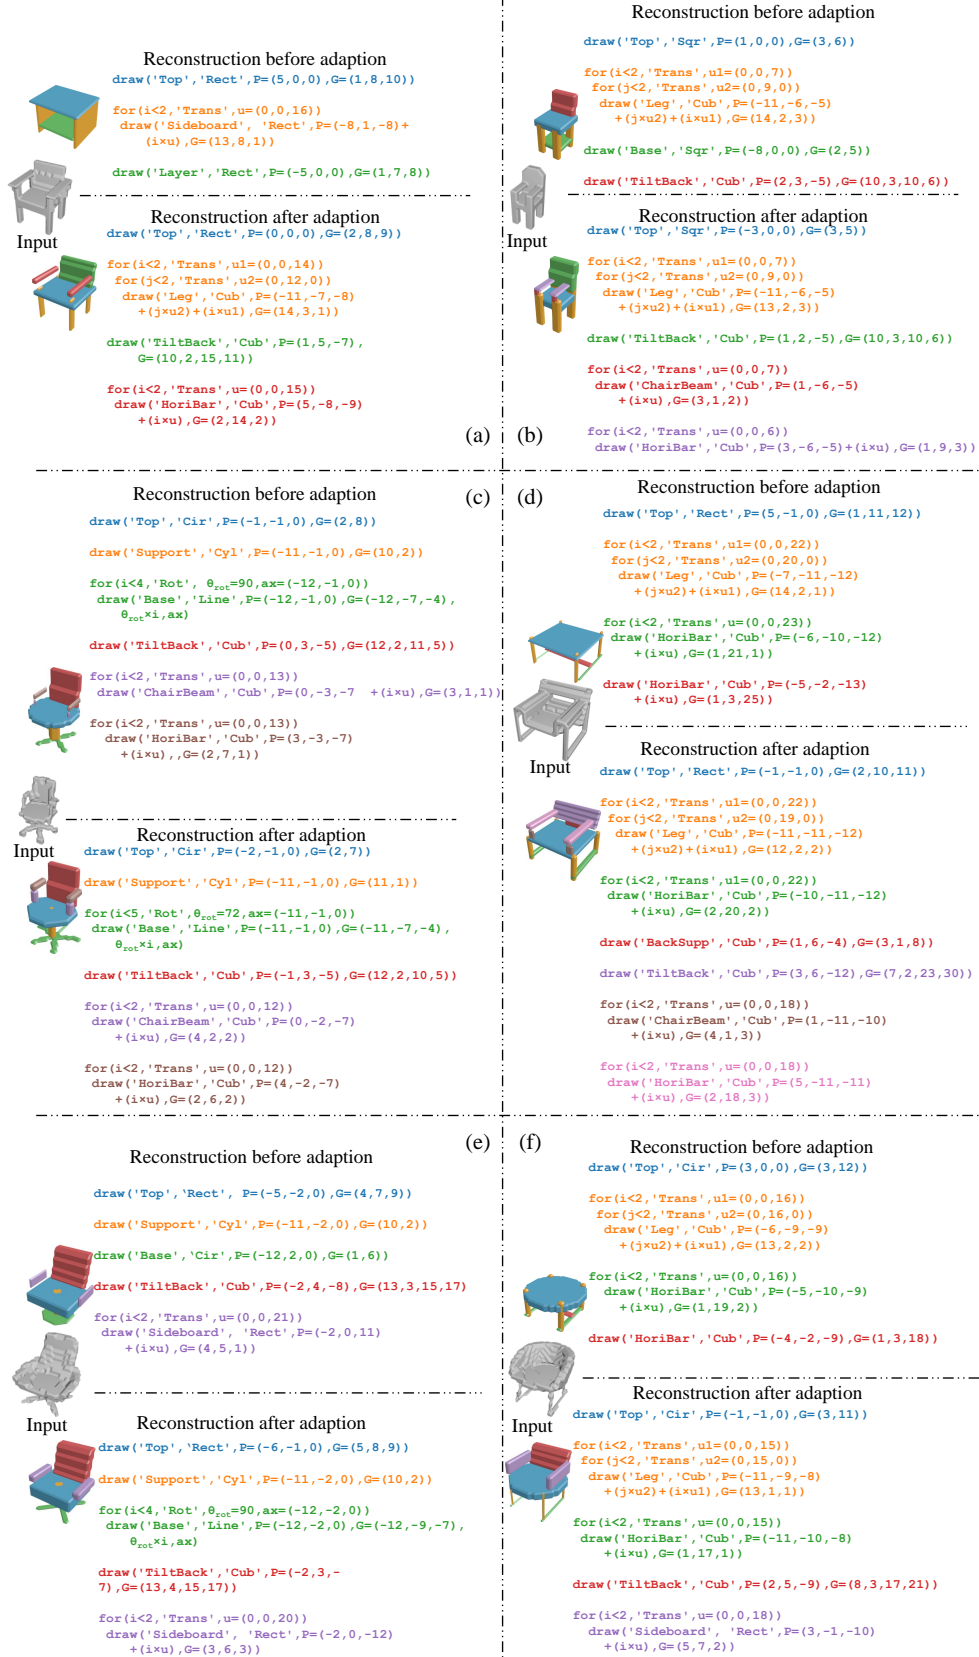 Reconstruction before adaption
draw('Top','Rect',P=(5,0,0),G=(1,8,10))
for(i<2,'Trans',u=(0,0,16))
draw('Sideboard', 'Rect',P=(-8,1,-8)+
(i×u),G=(13,8,1))
draw('Layer','Rect',P=(-5,0,0),G=(1,7,8))
Input
Reconstruction after adaption
draw('Top','Rect',P=(0,0,0),G=(2,8,9))
for(i<2,'Trans',u1=(0,0,14))
for(j<2,'Trans',u2=(0,12,0))
draw('Leg','Cub',P=(-11,-7,-8)
+(j×u2)+(i×u1),G=(14,3,1))
draw('TiltBack','Cub',P=(1,5,-7),
G=(10,2,15,11))
for(i<2,'Trans',u=(0,0,15))
draw('HoriBar','Cub',P=(5,-8,-9)
+(i×u),G=(2,14,2))
(a)
Reconstruction before adaption
draw('Top','Sqr',P=(1,0,0),G=(3,6))
for(i<2,'Trans',u1=(0,0,7))
for(j<2,'Trans',u2=(0,9,0))
draw('Leg','Cub',P=(-11,-6,-5)
+(j×u2)+(i×u1),G=(14,2,3))
draw('Base','Sqr',P=(-8,0,0),G=(2,5))
draw('TiltBack','Cub',P=(2,3,-5),G=(10,3,10,6))
Input
Reconstruction after adaption
draw('Top','Sqr',P=(-3,0,0),G=(3,5))
for(i<2,'Trans',u1=(0,0,7))
for(j<2,'Trans',u2=(0,9,0))
draw('Leg','Cub',P=(-11,-6,-5)
+(j×u2)+(i×u1),G=(13,2,3))
draw('TiltBack','Cub',P=(1,2,-5),G=(10,3,10,6))
for(i<2,'Trans',u=(0,0,7))
draw('ChairBeam','Cub',P=(1,-6,-5)
+(i×u),G=(3,1,2))
for(i<2,'Trans',u=(0,0,6))
draw('HoriBar','Cub',P=(3,-6,-5)+(i×u),G=(1,9,3))
(b)
(c)
Reconstruction before adaption
draw('Top','Cir',P=(-1,-1,0),G=(2,8))
draw('Support','Cyl',P=(-11,-1,0),G=(10,2))
for(i<4,'Rot', θrot=90,ax=(-12,-1,0))
draw('Base','Line',P=(-12,-1,0),G=(-12,-7,-4),
θrot×i,ax)
draw('TiltBack','Cub',P=(0,3,-5),G=(12,2,11,5))
for(i<2,'Trans',u=(0,0,13))
draw('ChairBeam','Cub',P=(0,-3,-7 +(i×u),G=(3,1,1))
for(i<2,'Trans',u=(0,0,13))
draw('HoriBar','Cub',P=(3,-3,-7)
+(i×u),,G=(2,7,1))
Input
Reconstruction after adaption
draw('Top','Cir',P=(-2,-1,0),G=(2,7))
draw('Support','Cyl',P=(-11,-1,0),G=(11,1))
for(i<5,'Rot',θrot=72,ax=(-11,-1,0))
draw('Base','Line',P=(-11,-1,0),G=(-11,-7,-4),
θrot×i,ax)
draw('TiltBack','Cub',P=(-1,3,-5),G=(12,2,10,5))
for(i<2,'Trans',u=(0,0,12))
draw('ChairBeam','Cub',P=(0,-2,-7)
+(i×u),G=(4,2,2))
for(i<2,'Trans',u=(0,0,12))
draw('HoriBar','Cub',P=(4,-2,-7)
+(i×u),G=(2,6,2))
(d)
Reconstruction before adaption
draw('Top','Rect',P=(5,-1,0),G=(1,11,12))
for(i<2,'Trans',u1=(0,0,22))
for(j<2,'Trans',u2=(0,20,0))
draw('Leg','Cub',P=(-7,-11,-12)
+(j×u2)+(i×u1),G=(14,2,1))
for(i<2,'Trans',u=(0,0,23))
draw('HoriBar','Cub',P=(-6,-10,-12)
+(i×u),G=(1,21,1))
draw('HoriBar','Cub',P=(-5,-2,-13)
+(i×u),G=(1,3,25))
Input
Reconstruction after adaption
draw('Top','Rect',P=(-1,-1,0),G=(2,10,11))
for(i<2,'Trans',u1=(0,0,22))
for(j<2,'Trans',u2=(0,19,0))
draw('Leg','Cub',P=(-11,-11,-12)
+(j×u2)+(i×u1),G=(12,2,2))
for(i<2,'Trans',u=(0,0,22))
draw('HoriBar','Cub',P=(-10,-11,-12)
+(i×u),G=(2,20,2))
draw('BackSupp','Cub',P=(1,6,-4),G=(3,1,8))
draw('TiltBack','Cub',P=(3,6,-12),G=(7,2,23,30))
for(i<2,'Trans',u=(0,0,18))
draw('ChairBeam','Cub',P=(1,-11,-10)
+(i×u),G=(4,1,3))
for(i<2,'Trans',u=(0,0,18))
draw('HoriBar','Cub',P=(5,-11,-11)
+(i×u),G=(2,18,3))
(e)
Reconstruction before adaption
draw('Top','Rect', P=(-5,-2,0),G=(4,7,9))
draw('Support','Cyl',P=(-11,-2,0),G=(10,2))
draw('Base','Cir',P=(-12,2,0),G=(1,6))
draw('TiltBack','Cub',P=(-2,4,-8),G=(13,3,15,17)
for(i<2,'Trans',u=(0,0,21))
draw('Sideboard', 'Rect',P=(-2,0,11)
+(i×u),G=(4,5,1))
Input
Reconstruction after adaption
draw('Top','Rect',P=(-6,-1,0),G=(5,8,9))
draw('Support','Cyl',P=(-11,-2,0),G=(10,2))
for(i<4,'Rot',θrot=90,ax=(-12,-2,0))
draw('Base','Line',P=(-12,-2,0),G=(-12,-9,-7),
θrot×i,ax)
draw('TiltBack','Cub',P=(-2,3,-
7),G=(13,4,15,17))
for(i<2,'Trans',u=(0,0,20))
draw('Sideboard', 'Rect',P=(-2,0,-12)
+(i×u),G=(3,6,3))
(f)
Reconstruction before adaption
draw('Top','Cir',P=(3,0,0),G=(3,12))
for(i<2,'Trans',u1=(0,0,16))
for(j<2,'Trans',u2=(0,16,0))
draw('Leg','Cub',P=(-6,-9,-9)
+(j×u2)+(i×u1),G=(13,2,2))
for(i<2,'Trans',u=(0,0,16))
draw('HoriBar','Cub',P=(-5,-10,-9)
+(i×u),G=(1,19,2))
draw('HoriBar','Cub',P=(-4,-2,-9),G=(1,3,18))
Input
Reconstruction after adaption
draw('Top','Cir',P=(-1,-1,0),G=(3,11))
for(i<2,'Trans',u1=(0,0,15))
for(j<2,'Trans',u2=(0,15,0))
draw('Leg','Cub',P=(-11,-9,-8)
+(j×u2)+(i×u1),G=(13,1,1))
for(i<2,'Trans',u=(0,0,15))
draw('HoriBar','Cub',P=(-11,-10,-8)
+(i×u),G=(1,17,1))
draw('TiltBack','Cub',P=(2,5,-9),G=(8,3,17,21))
for(i<2,'Trans',u=(0,0,18))
draw('Sideboard', 'Rect',P=(3,-1,-10)
+(i×u),G=(5,7,2))